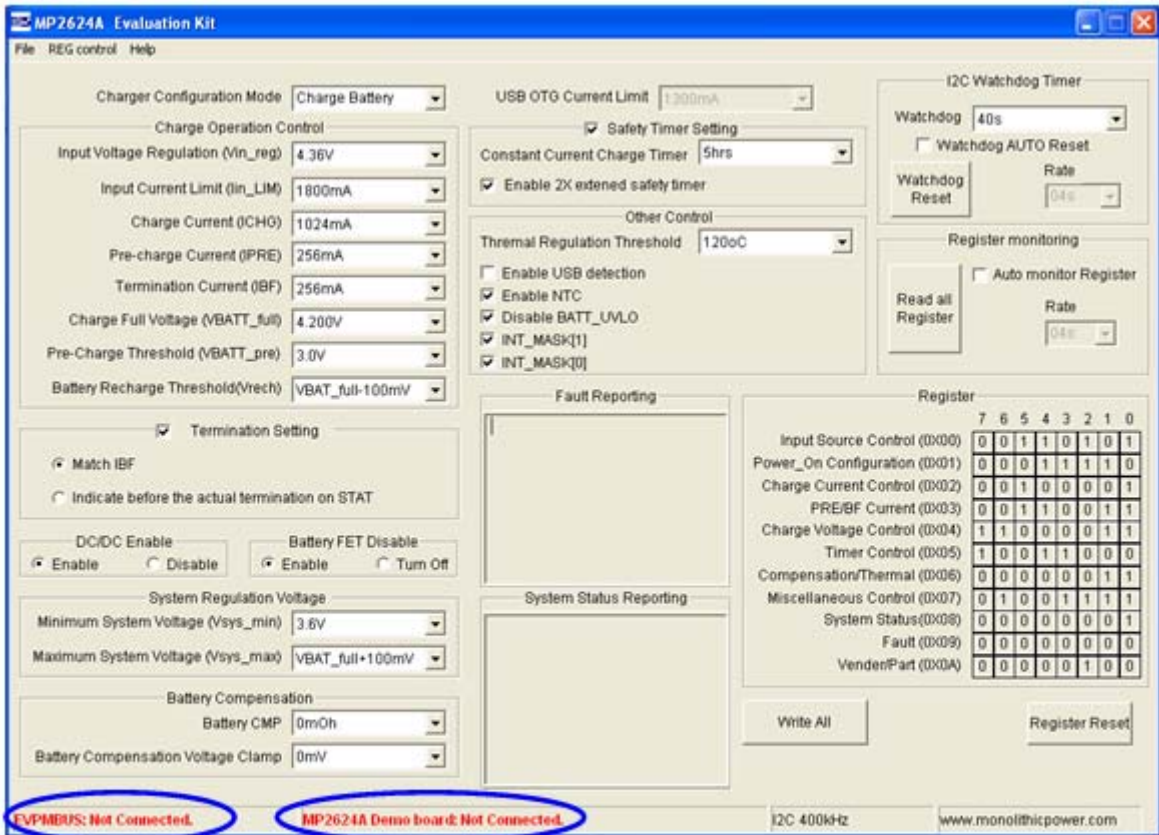 MP2624A Evaluation Kit
File REG control Help
Charger Configuration Mode Charge Battery
Charge Operation Control
Input Voltage Regulation (Vin_reg) 4.36V
Input Current Limit (Iin_LIM) 1800mA
Charge Current (ICHG) 1024mA
Pre-charge Current (IPRE) 256mA
Termination Current (IBF) 256mA
Charge Full Voltage (VBATT_full) 4.200V
Pre-Charge Threshold (VBATT_pre) 3.0V
Battery Recharge Threshold(Vrech) VBAT_full-100mV
Termination Setting
Match IBF
Indicate before the actual termination on STAT
DC/DC Enable
Enable Disable
Battery FET Disable
Enable Turn Off
System Regulation Voltage
Minimum System Voltage (Vsys_min) 3.6V
Maximum System Voltage (Vsys_max) VBAT_full+100mV
Battery Compensation
Battery CMP 0mOh
Battery Compensation Voltage Clamp 0mV
USB OTG Current Limit 1300mA
Safety Timer Setting
Constant Current Charge Timer 5hrs
Enable 2X extened safety timer
Other Control
Thremal Regulation Threshold 120oC
Enable USB detection
Enable NTC
Disable BATT_UVLO
INT_MASK[1]
INT_MASK[0]
Fault Reporting
System Status Reporting
I2C Watchdog Timer
Watchdog 40s
Watchdog AUTO Reset
Watchdog Reset
Rate
04s
Register monitoring
Auto monitor Register
Read all Register
Rate
04s
Register
7 6 5 4 3 2 1 0
Input Source Control (0X00) 0 0 1 1 0 1 0 1
Power_On Configuration (0X01) 0 0 0 1 1 1 1 0
Charge Current Control (0X02) 0 0 1 0 0 0 0 1
PRE/BF Current (0X03) 0 0 1 1 0 0 1 1
Charge Voltage Control (0X04) 1 1 0 0 0 0 1 1
Timer Control (0X05) 1 0 0 1 1 0 0 0
Compensation/Thermal (0X06) 0 0 0 0 0 0 1 1
Miscellaneous Control (0X07) 0 1 0 0 1 1 1 1
System Status(0X08) 0 0 0 0 0 0 0 1
Fault (0X09) 0 0 0 0 0 0 0 0
Vender/Part (0X0A) 0 0 0 0 0 1 0 0
Write All
Register Reset
EVPMBUS: Not Connected.
MP2624A Demo board: Not Connected.
I2C 400kHz
www.monolithicpower.com